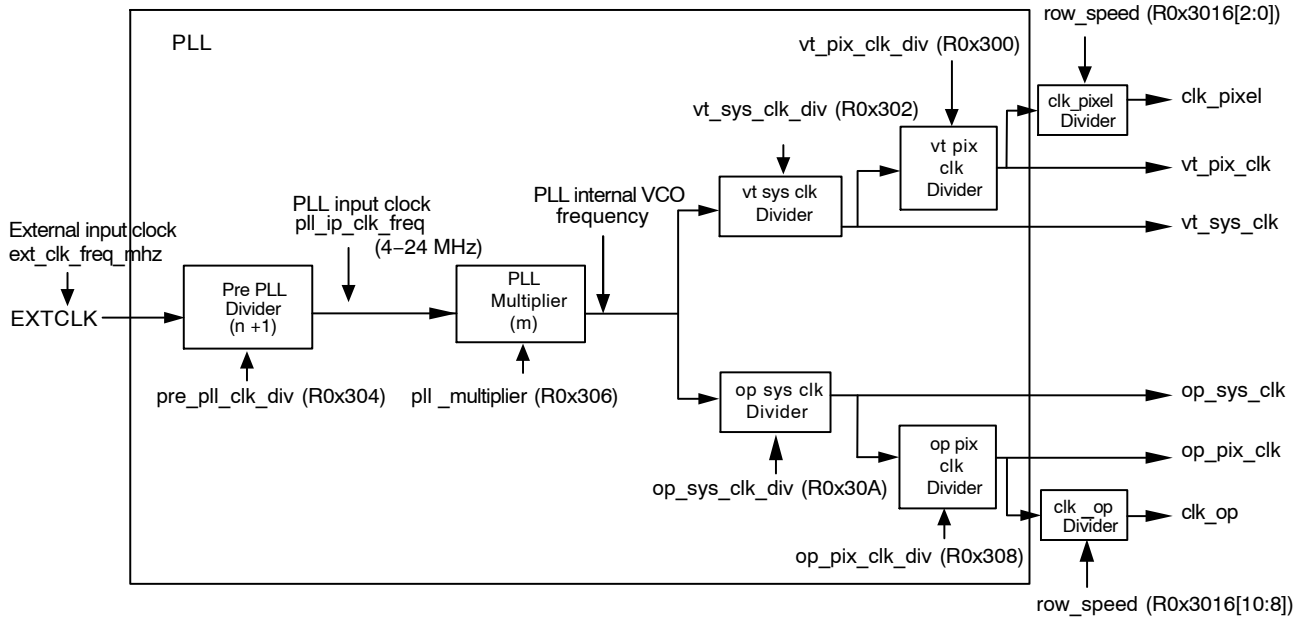 row_speed (R0x3016[2:0])
PLL
vt_pix_clk_div (R0x300)
clk_pixel
Divider
clk_pixel
vt_sys_clk_div (R0x302)
vt pix
clk
Divider
vt_pix_clk
PLL input clock
pll_ip_clk_freq
(4–24 MHz)
PLL internal VCO
frequency
vt sys clk
Divider
vt_sys_clk
External input clock
ext_clk_freq_mhz
EXTCLK
Pre PLL
Divider
(n +1)
PLL
Multiplier
(m)
pre_pll_clk_div (R0x304)
pll _multiplier (R0x306)
op sys clk
Divider
op_sys_clk
op_sys_clk_div (R0x30A)
op pix
clk
Divider
op_pix_clk
clk _op
Divider
clk_op
op_pix_clk_div (R0x308)
row_speed (R0x3016[10:8])